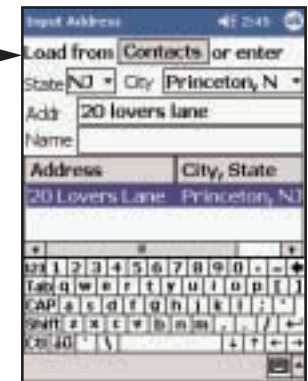 Input Address 2:45 ok
Load from Contacts or enter
State NJ City Princeton, N
Addr 20 lovers lane
Name
Address City, State
20 Lovers Lane Princeton, NJ
123 1 2 3 4 5 6 7 8 9 0 - =
Tab q w e r t y u i o p [ ]
CAP a s d f g h j k l ; '
Shift z x c v b n m , . /
Ctl áü ` \